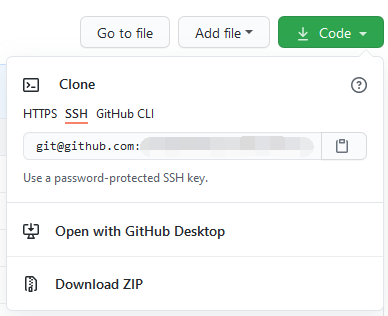 Go to file Add file Code
Clone
HTTPS SSH GitHub CLI
git@github.com:
Use a password-protected SSH key.
Open with GitHub Desktop
Download ZIP